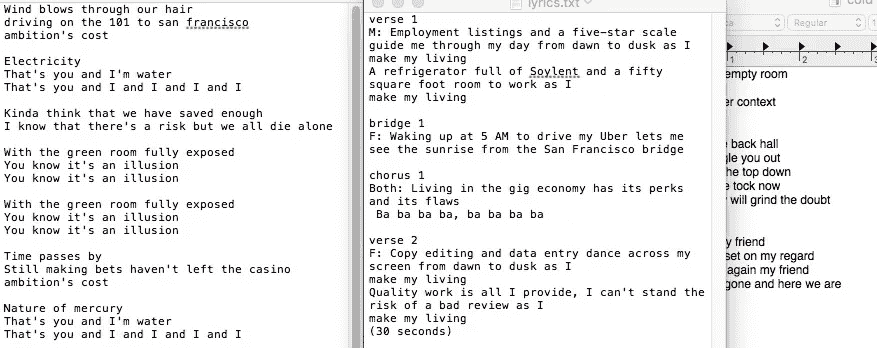 Wind blows through our hair
driving on the 101 to san francisco
ambition's cost
Electricity
That's you and I'm water
That's you and I and I and I and I
Kinda think that we have saved enough
I know that there's a risk but we all die alone
With the green room fully exposed
You know it's an illusion
You know it's an illusion
With the green room fully exposed
You know it's an illusion
You know it's an illusion
Time passes by
Still making bets haven't left the casino
ambition's cost
Nature of mercury
That's you and I'm water
That's you and I and I and I and I
lyrics.txt
verse 1
M: Employment listings and a five-star scale
guide me through my day from dawn to dusk as I
make my living
A refrigerator full of Soylent and a fifty
square foot room to work as I
make my living
bridge 1
F: Waking up at 5 AM to drive my Uber lets me
see the sunrise from the San Francisco bridge
chorus 1
Both: Living in the gig economy has its perks
and its flaws
Ba ba ba ba, ba ba ba ba
verse 2
F: Copy editing and data entry dance across my
screen from dawn to dusk as I
make my living
Quality work is all I provide, I can't stand the
risk of a bad review as I
make my living
(30 seconds)
Regular
1
2
3
empty room
context
back hall
you out
top down
tock now
will grind the doubt
friend
set on my regard
again my friend
gone and here we are